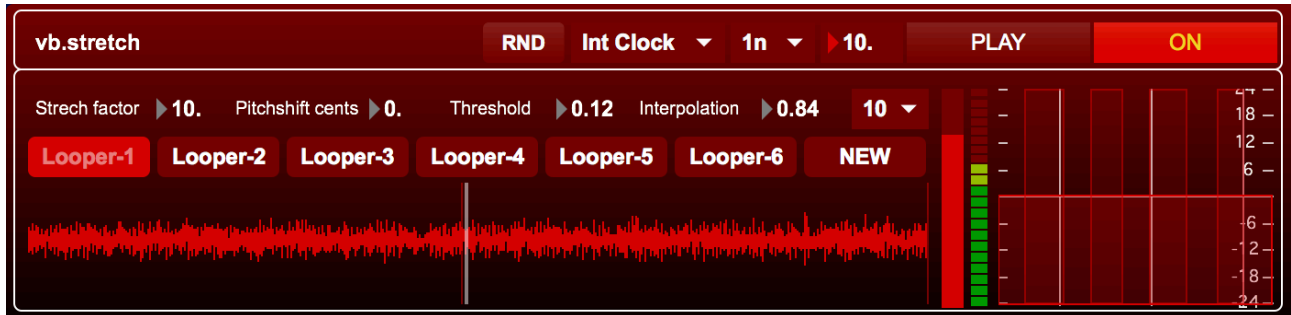 vb.stretch RND Int Clock 1n 10. PLAY ON
Strech factor 10. Pitchshift cents 0. Threshold 0.12 Interpolation 0.84 10
Looper-1 Looper-2 Looper-3 Looper-4 Looper-5 Looper-6 NEW
24
18
12
6
-6
-12
-18
-24